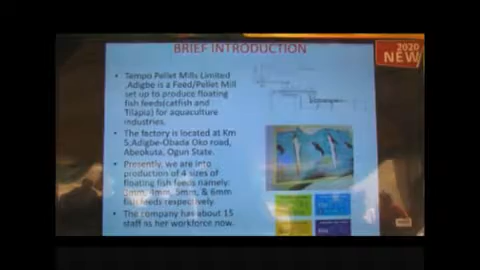 BRIEF INTRODUCTION
2020
NEW
• Tempo Pellet Mills Limited
,Adigbe is a Feed/Pellet Mill
set up to produce floating
fish feeds(catfish and
Tilapia) for aquaculture
industries.
• The factory is located at Km
5,Adigbe-Obada Oko road,
Abeokuta, Ogun State.
• Presently, we are into
production of 4 sizes of
floating fish feeds namely:
4mm, 5mm, & 6mm
fish feeds respectively.
• The company has about 15
staff as her workforce now.